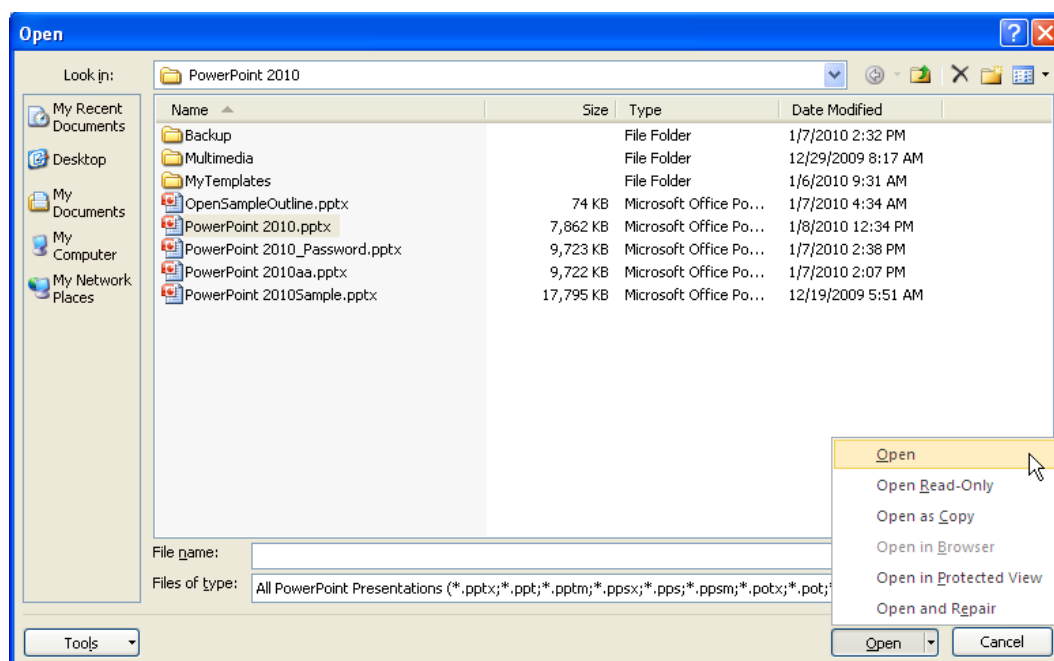 Open
Look in: PowerPoint 2010
My Recent Documents
Desktop
My Documents
My Computer
My Network Places
Name Size Type Date Modified
Backup File Folder 1/7/2010 2:32 PM
Multimedia File Folder 12/29/2009 8:17 AM
MyTemplates File Folder 1/6/2010 9:31 AM
OpenSampleOutline.pptx 74 KB Microsoft Office Po... 1/7/2010 4:34 AM
PowerPoint 2010.pptx 7,862 KB Microsoft Office Po... 1/8/2010 12:34 PM
PowerPoint 2010_Password.pptx 9,723 KB Microsoft Office Po... 1/7/2010 2:38 PM
PowerPoint 2010aa.pptx 9,722 KB Microsoft Office Po... 1/7/2010 2:07 PM
PowerPoint 2010Sample.pptx 17,795 KB Microsoft Office Po... 12/19/2009 5:51 AM
Open
Open Read-Only
Open as Copy
Open in Browser
Open in Protected View
Open and Repair
File name:
Files of type: All PowerPoint Presentations (*.pptx;*.ppt;*.pptm;*.ppsx;*.pps;*.ppsm;*.potx;*.pot;
Tools Open Cancel